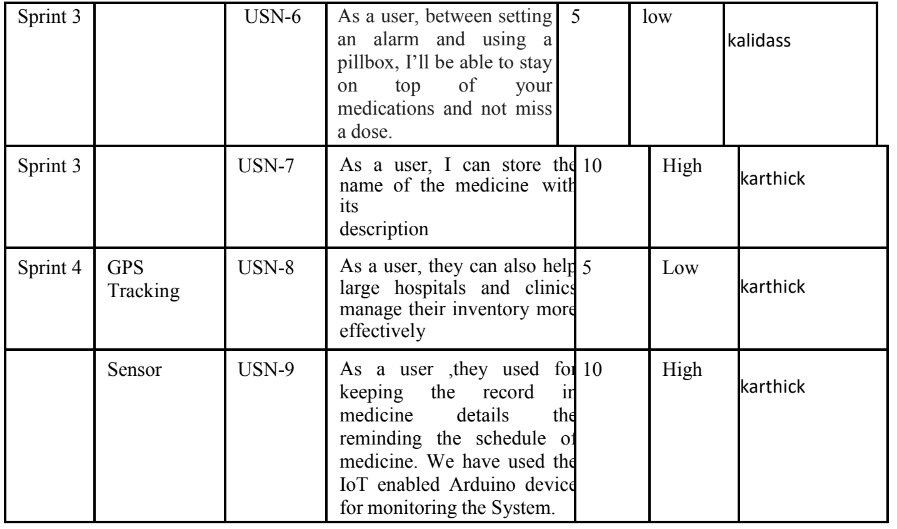 Sprint 3 USN-6 As a user, between setting 5 low
an alarm and using a
kalidass
pillbox, I'll be able to stay
on top of your
medications and not miss
a dose.
Sprint 3 USN-7 As a user, I can store the 10 High
karthick
name of the medicine with
its
description
Sprint 4 GPS USN-8 As a user, they can also help 5 Low
Tracking large hospitals and clinics karthick
manage their inventory more
effectively
Sensor USN-9 As a user ,they used for 10 High
karthick
keeping the record in
medicine details the
reminding the schedule of
medicine. We have used the
IoT enabled Arduino device
for monitoring the System.